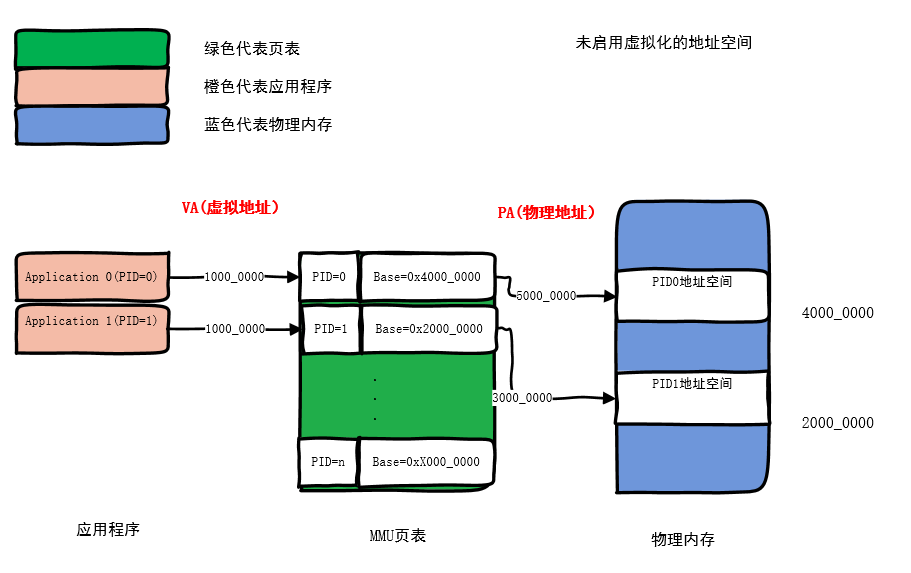 绿色代表页表
未启用虚拟化的地址空间
橙色代表应用程序
蓝色代表物理内存
VA(虚拟地址)
PA(物理地址)
Application 0(PID=0)
1000_0000
PID=0
Base=0x4000_0000
5000_0000
PID0地址空间
4000_0000
Application 1(PID=1)
1000_0000
PID=1
Base=0x2000_0000
3000_0000
PID1地址空间
2000_0000
.
.
.
PID=n
Base=0xX000_0000
应用程序
MMU页表
物理内存